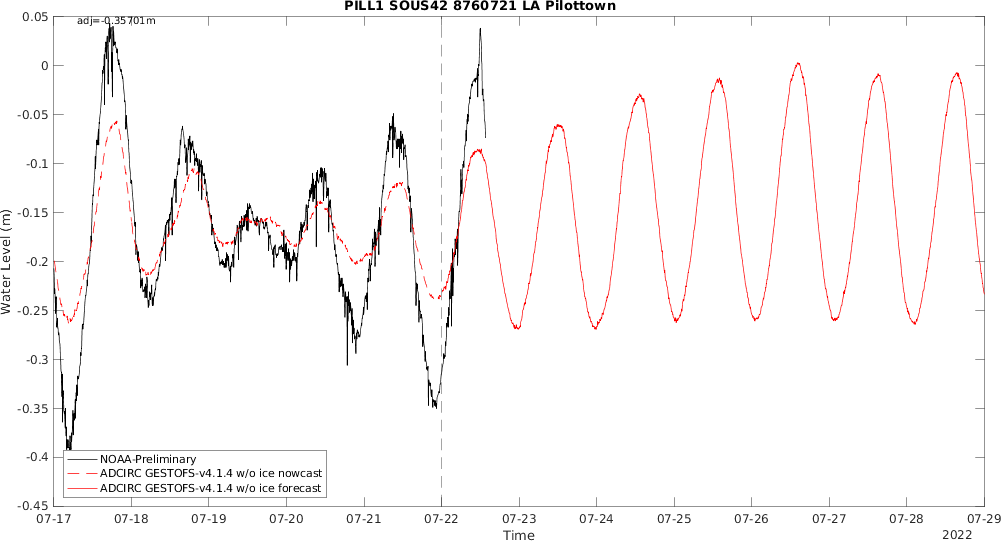 PILL1 SOUS42 8760721 LA Pilottown
adj=-0.35701m
0.05
0
-0.05
-0.1
-0.15
-0.2
-0.25
-0.3
-0.35
-0.4
-0.45
Water Level (m)
NOAA-Preliminary
ADCIRC GESTOFS-v4.1.4 w/o ice nowcast
ADCIRC GESTOFS-v4.1.4 w/o ice forecast
07-17 07-18 07-19 07-20 07-21 07-22 07-23 07-24 07-25 07-26 07-27 07-28 07-29
Time
2022